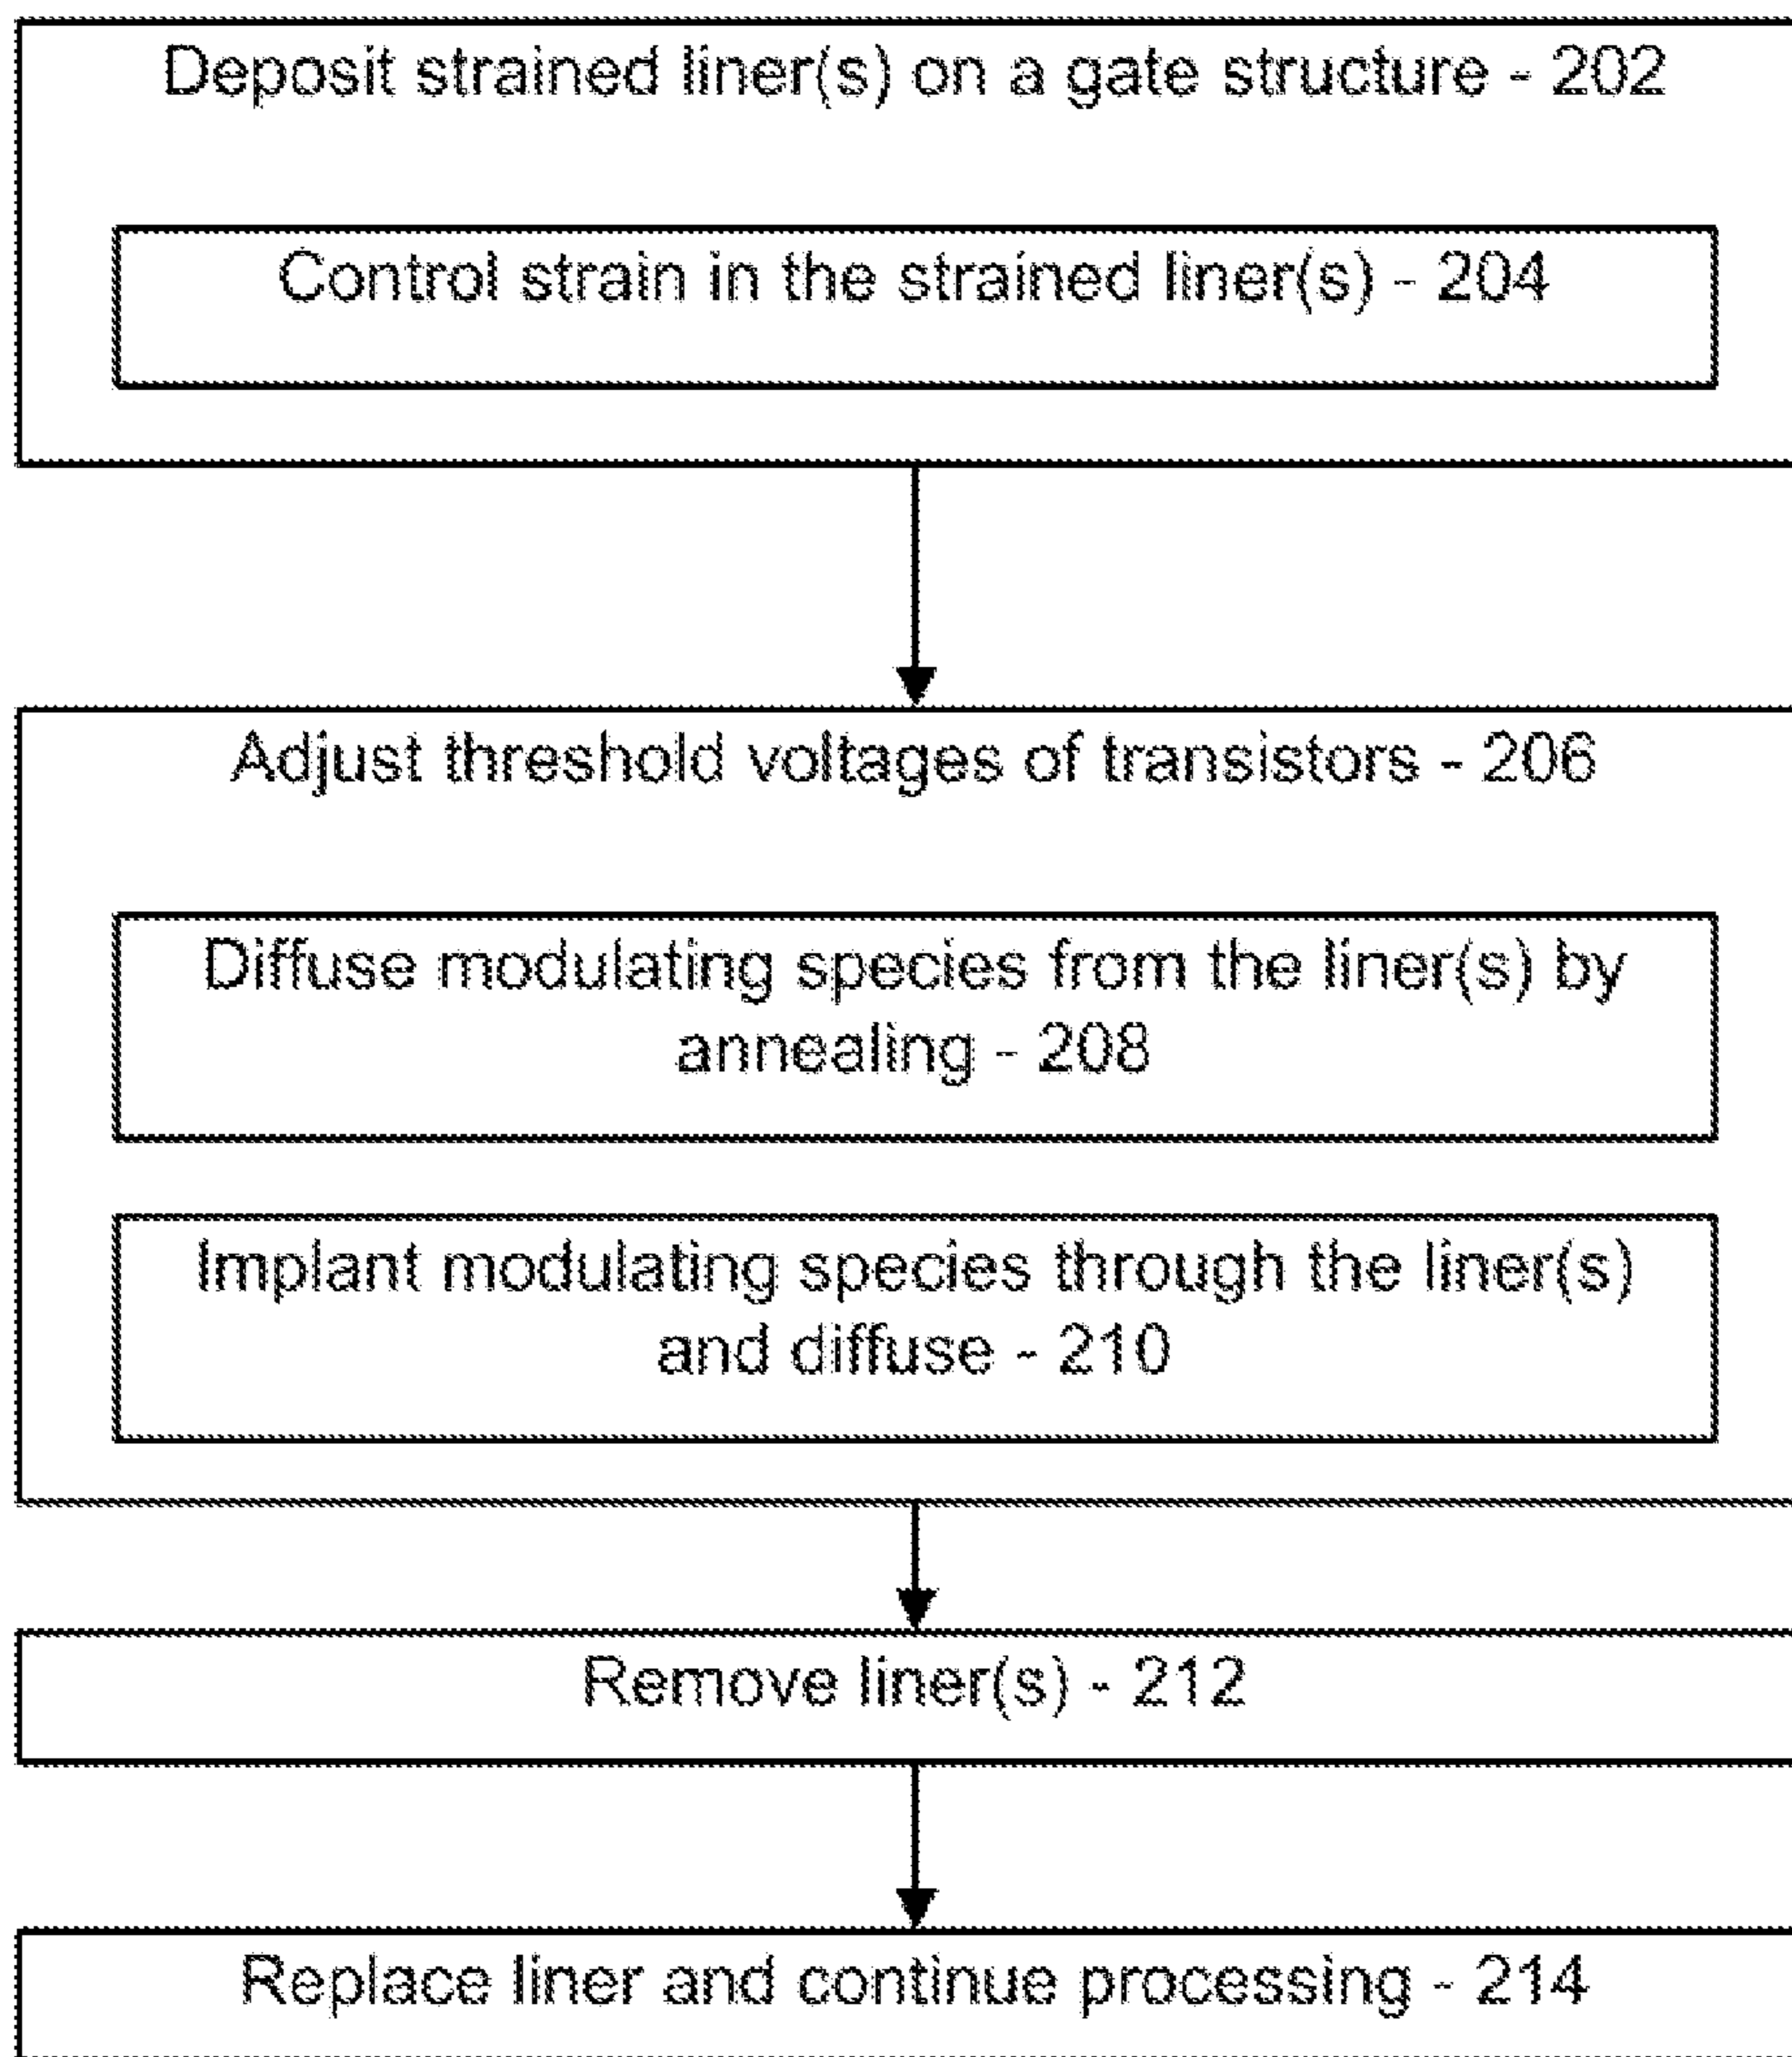 Deposit strained liner(s) on a gate structure - 202
Control strain in the strained liner(s) - 204
Adjust threshold voltages of transistors - 206
Diffuse modulating species from the liner(s) by
annealing - 208
Implant modulating species through the liner(s)
and diffuse - 210
Remove liner(s) - 212
Replace liner and continue processing - 214